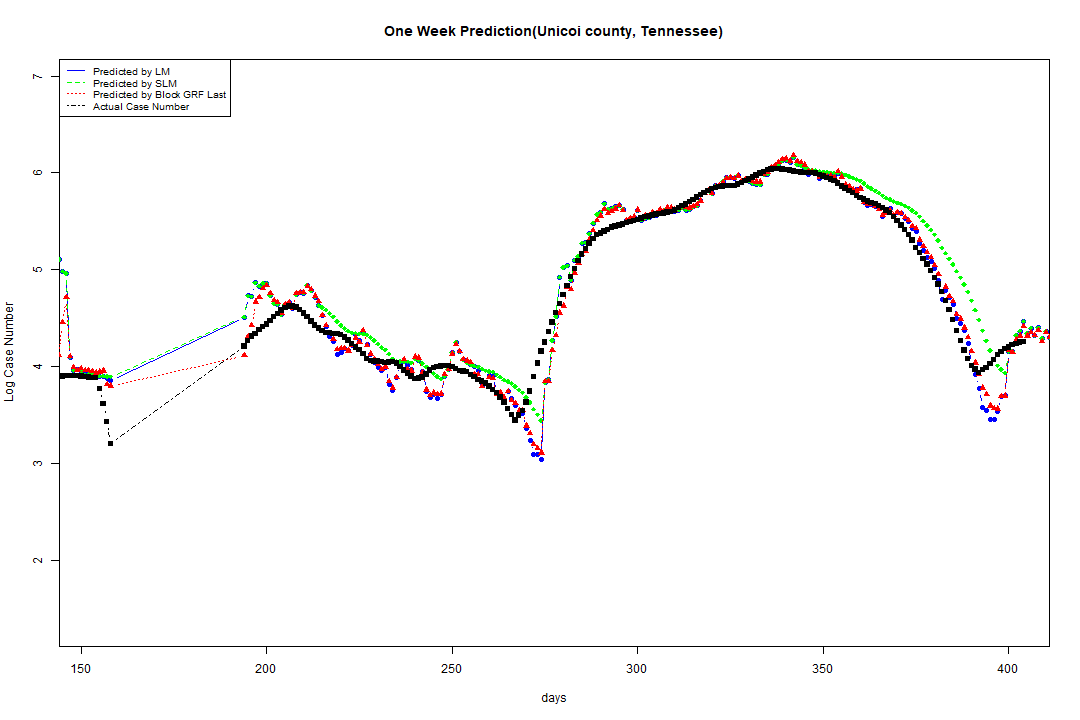 One Week Prediction(Unicoi county, Tennessee)
Predicted by LM
Predicted by SLM
Predicted by Block GRF Last
Actual Case Number
Log Case Number
7
6
5
4
3
2
150 200 250 300 350 400
days